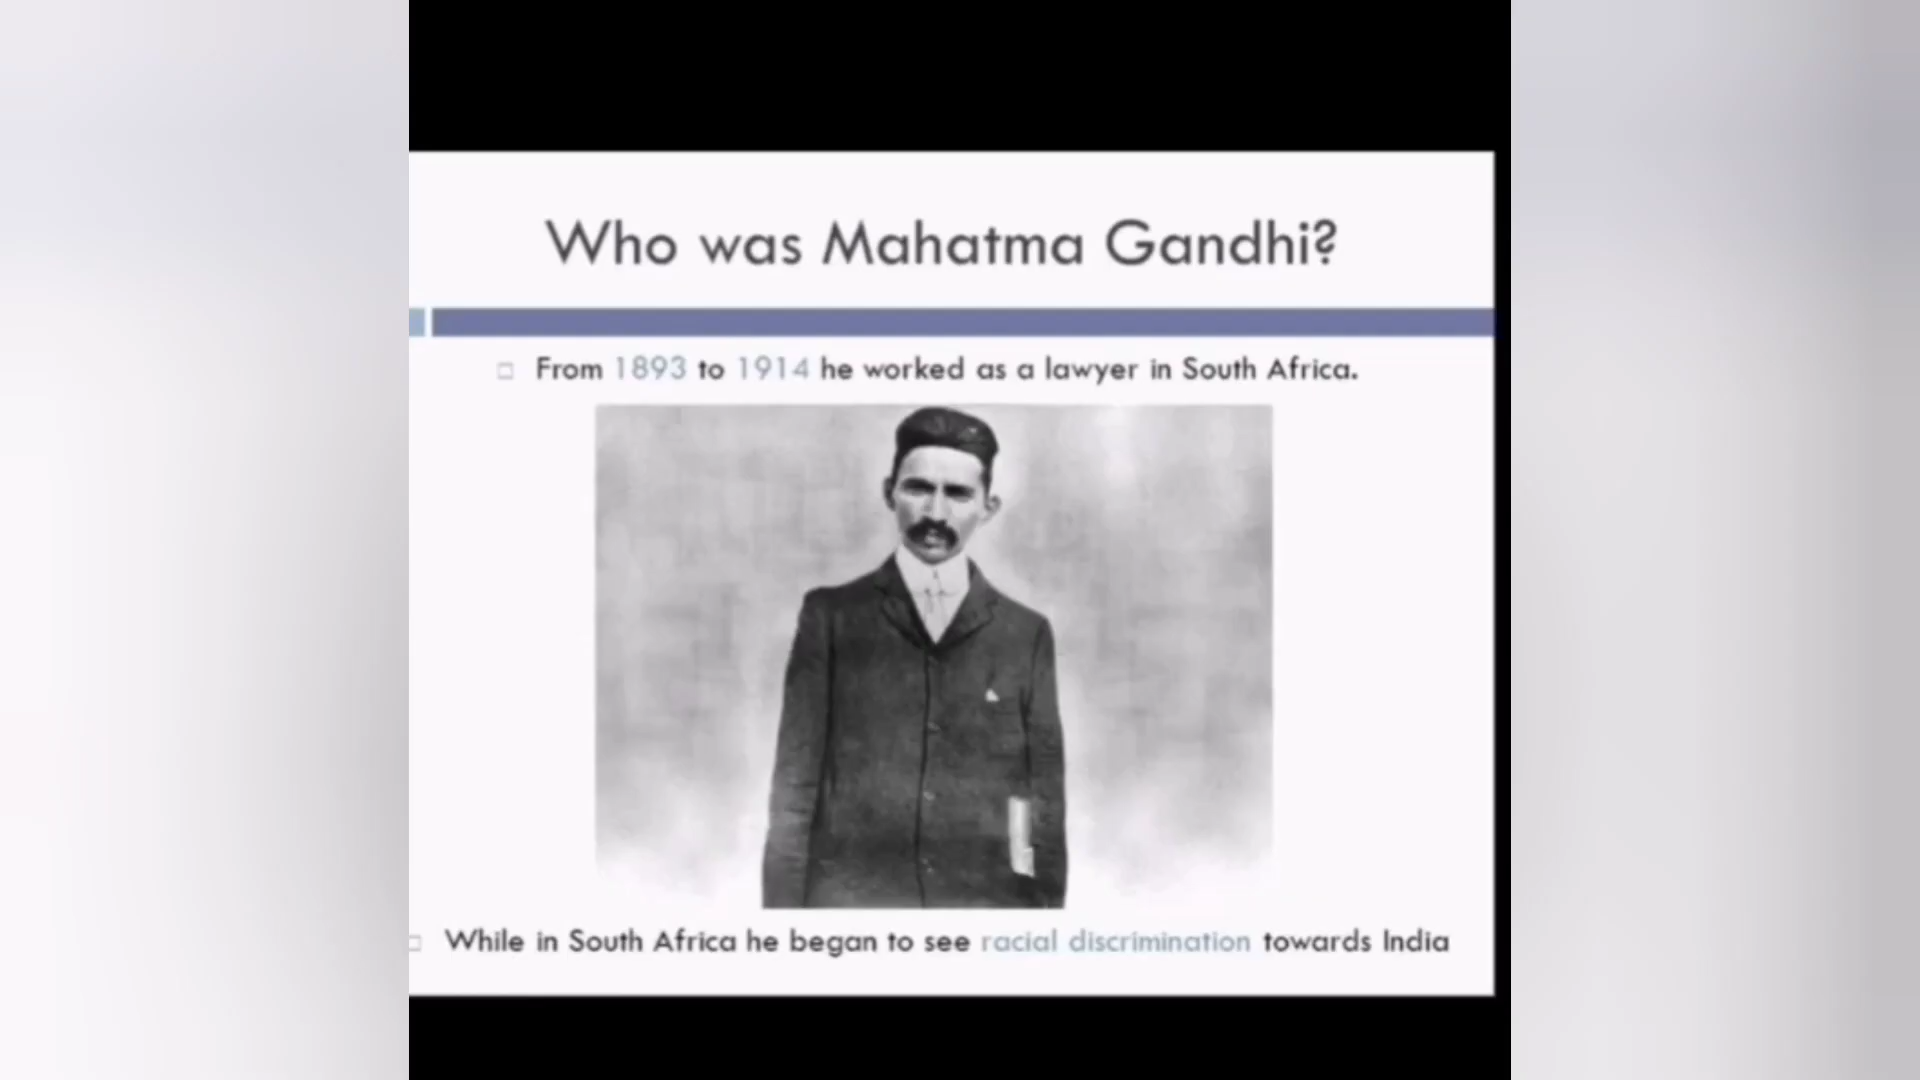 Who was Mahatma Gandhi?
From 1893 to 1914 he worked as a lawyer in South Africa.
While in South Africa he began to see racial discrimination towards India